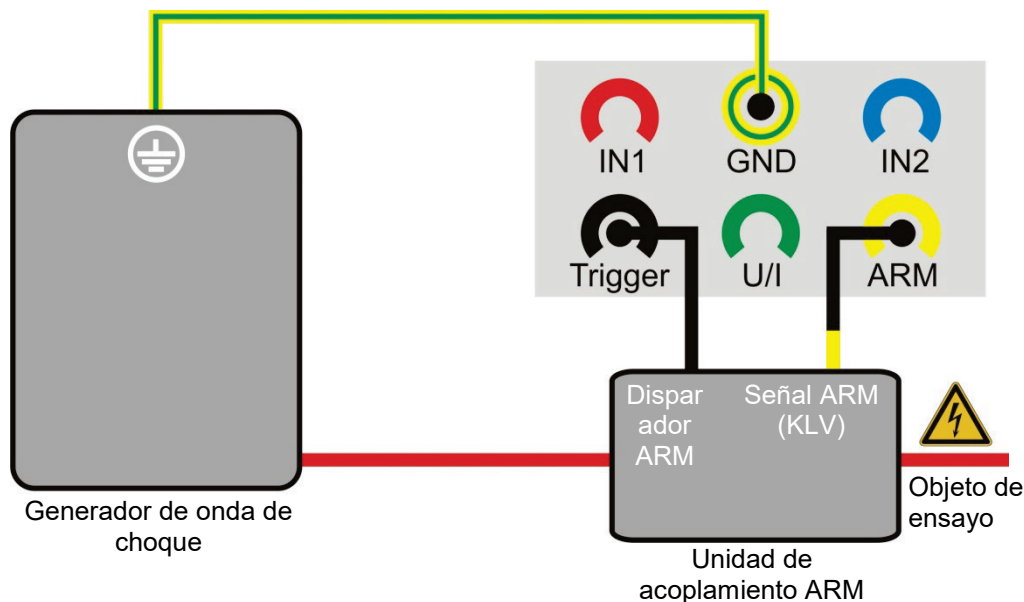 IN1
GND
IN2
Trigger
U/I
ARM
Dispar
ador
ARM
Señal ARM
(KLV)
Generador de onda de
choque
Objeto de
ensayo
Unidad de
acoplamiento ARM